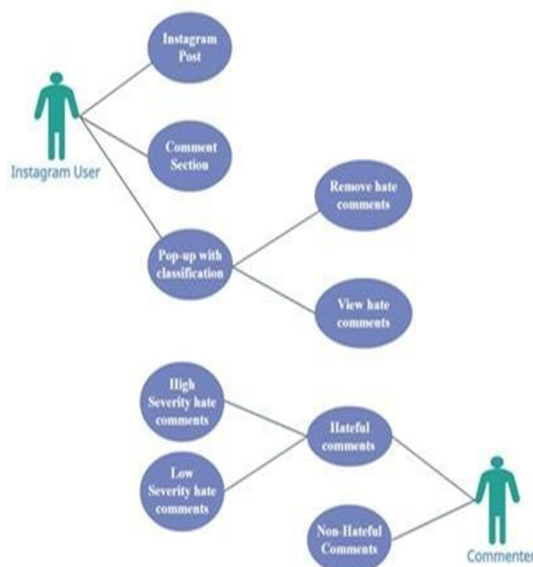 Instagram
Post
Instagram User
Comment
Section
Remove hate
comments
Pop-up with
classification
View hate
comments
High
Severity hate
comments
Hateful
comments
Low
Severity hate
comments
Non-Hateful
Comments
Commenter